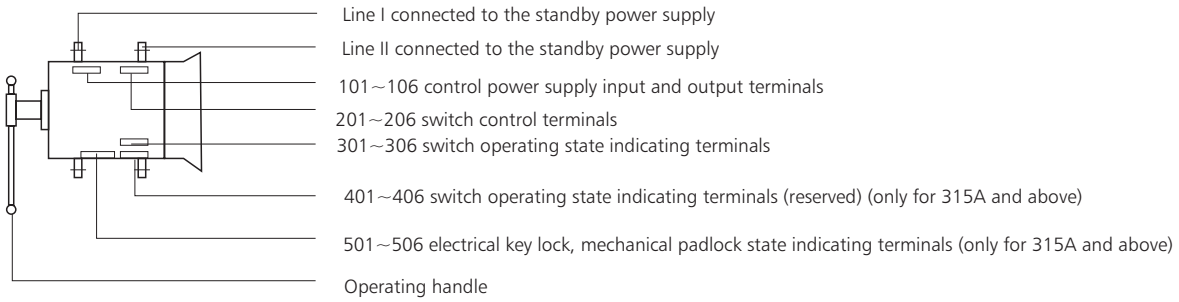 Line I connected to the standby power supply
Line II connected to the standby power supply
101~106 control power supply input and output terminals
201~206 switch control terminals
301~306 switch operating state indicating terminals
401~406 switch operating state indicating terminals (reserved) (only for 315A and above)
501~506 electrical key lock, mechanical padlock state indicating terminals (only for 315A and above)
Operating handle